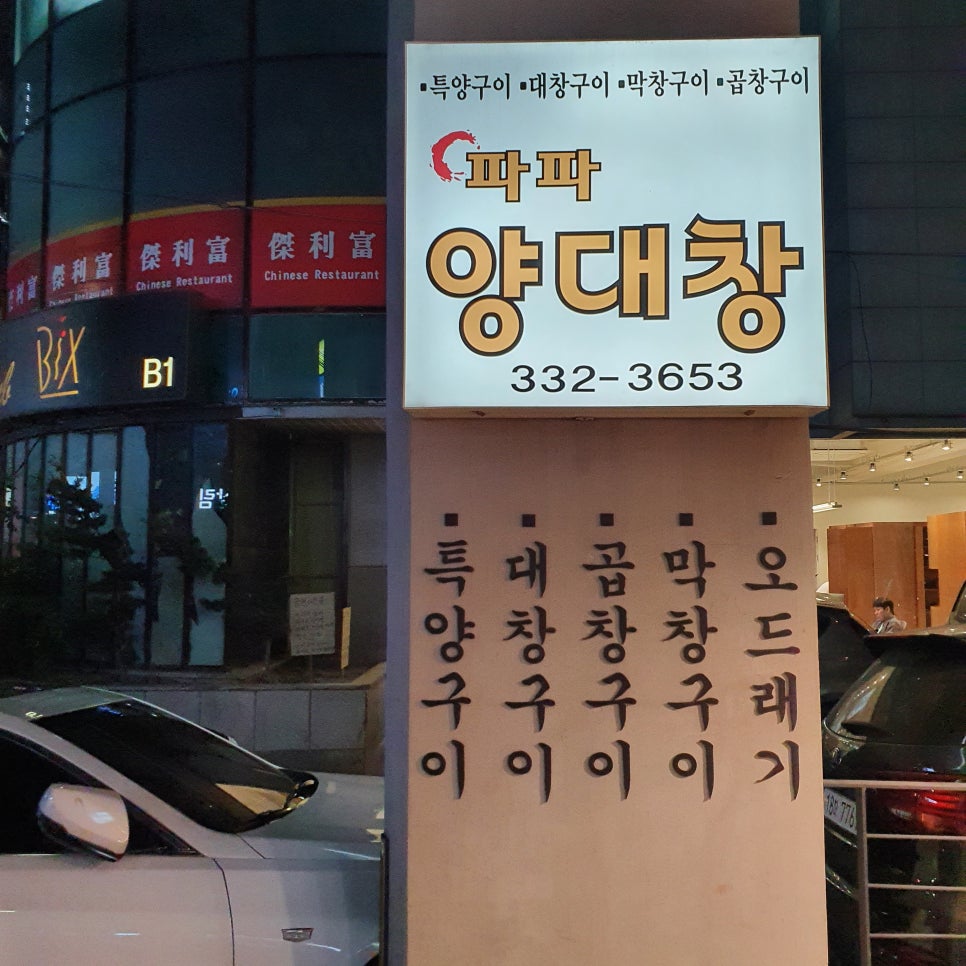 ▪특양구이 ▪대창구이 ▪막창구이 ▪곱창구이
파파
양대창
332-3653
특양구이
대창구이
곱창구이
막창구이
오드래기
傑利富
Chinese Restaurant
傑利富
Chinese Restaurant
傑利富
Chinese Restaurant
BiX
B1